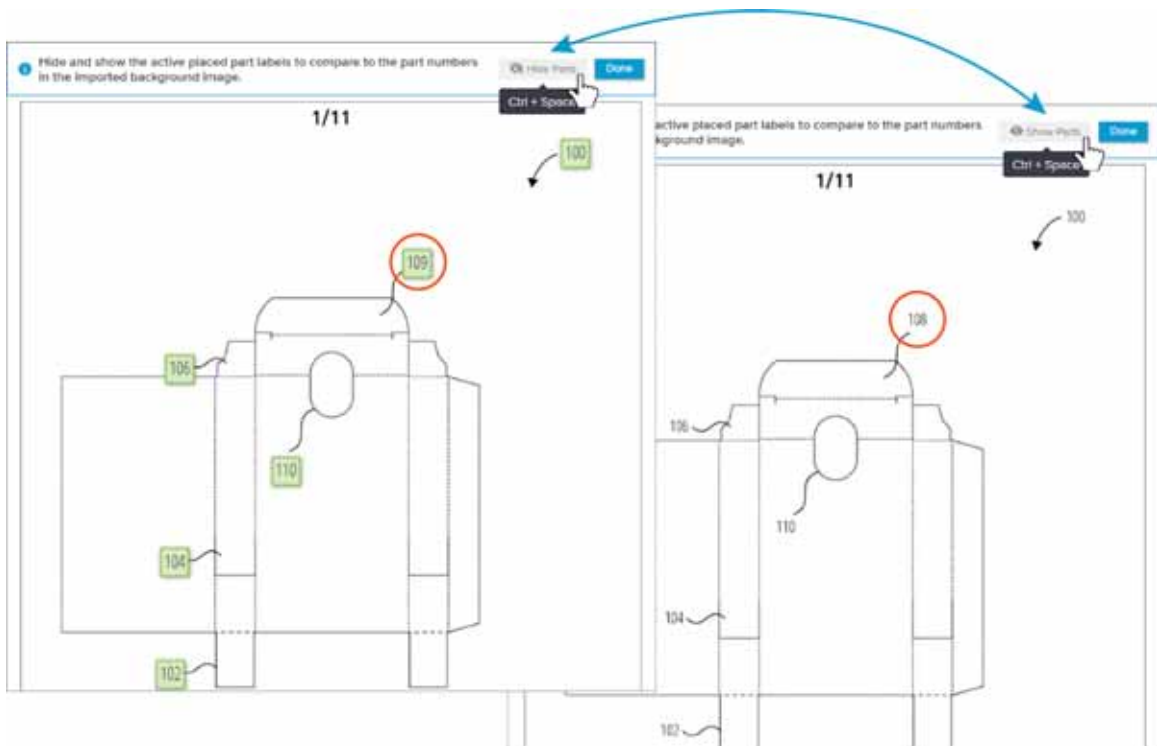 Hide and show the active placed part labels to compare to the part numbers
in the imported background image.
Hide Parts
Done
Ctrl + Space
1/11
100
109
106
110
104
102
active placed part labels to compare to the part numbers
kground image.
Show Parts
Done
Ctrl + Space
1/11
100
108
106
110
104
102